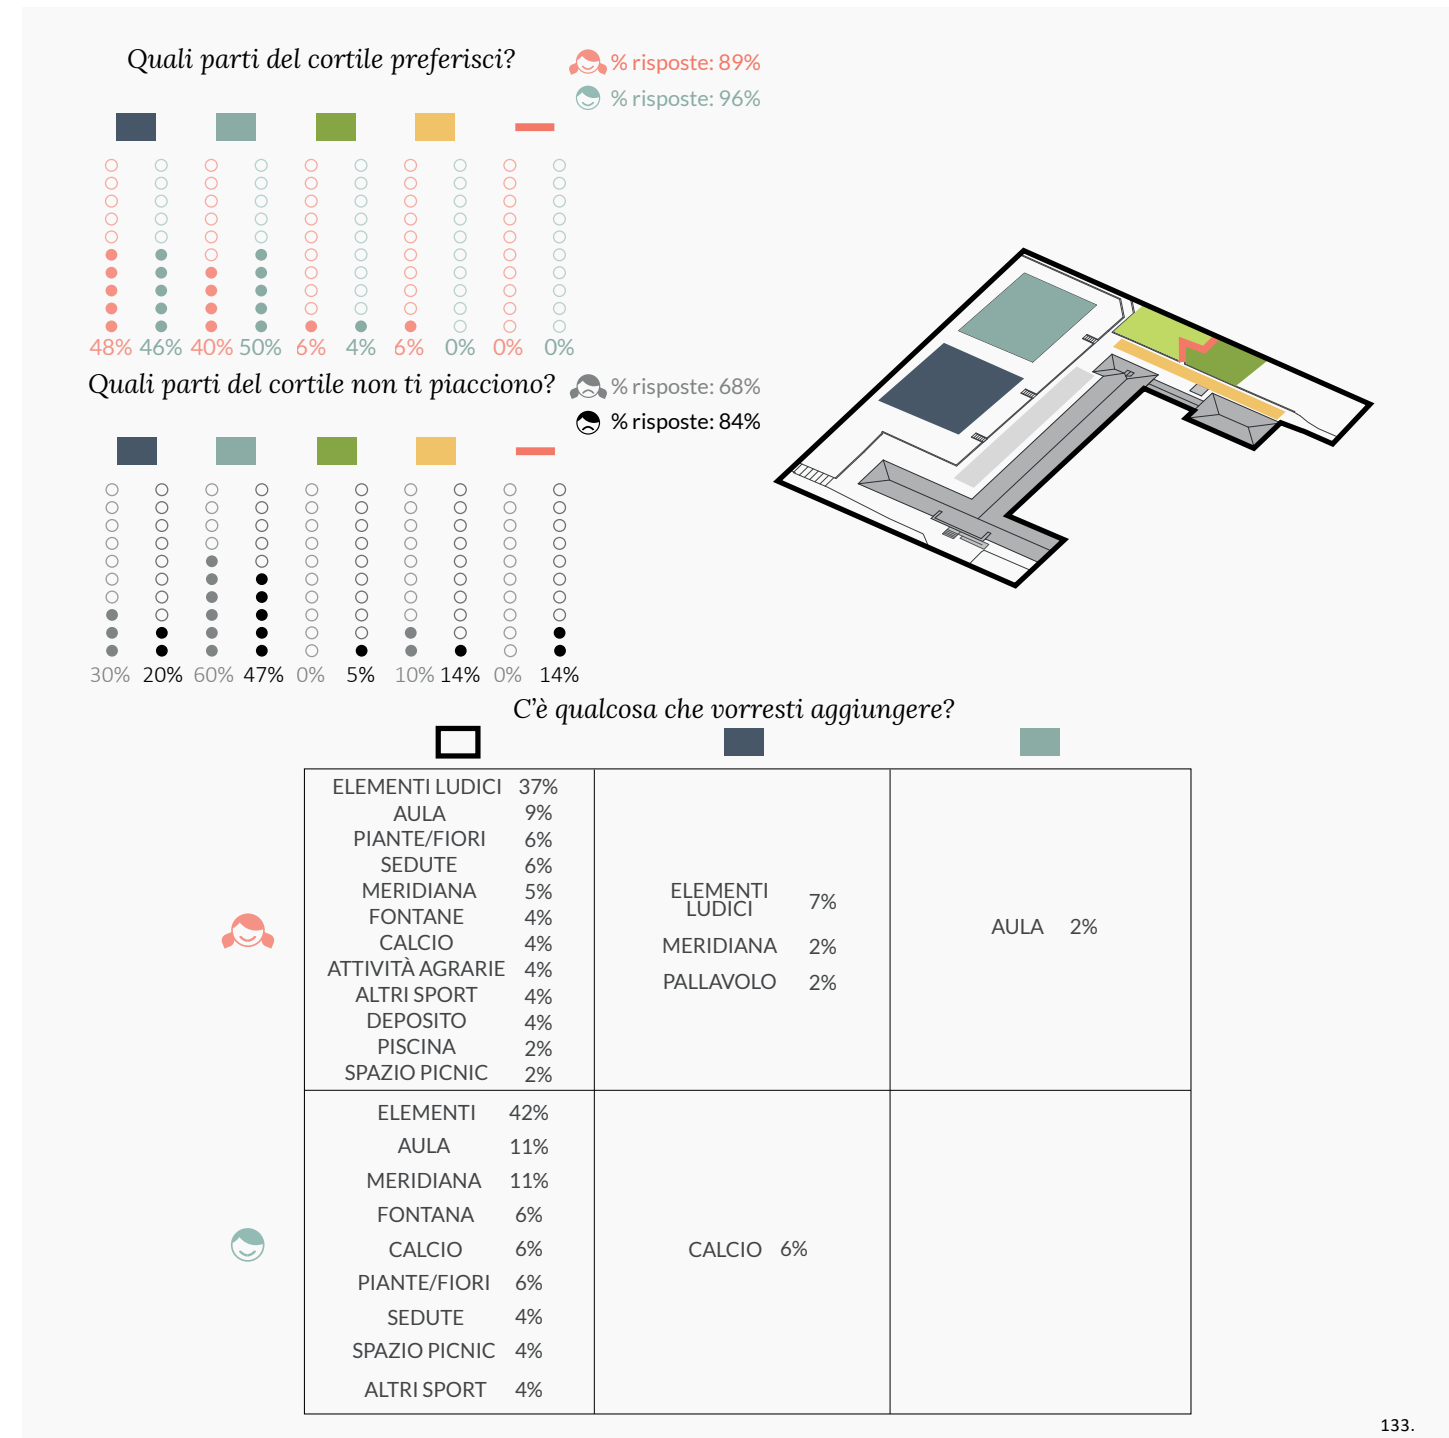 Quali parti del cortile preferisci?
% risposte: 89%
% risposte: 96%
48% 46% 40% 50% 6% 4% 6% 0% 0% 0%
Quali parti del cortile non ti piacciono?
% risposte: 68%
% risposte: 84%
30% 20% 60% 47% 0% 5% 10% 14% 0% 14%
C'è qualcosa che vorresti aggiungere?
ELEMENTI LUDICI 37%
AULA 9%
PIANTE/FIORI 6%
SEDUTE 6%
MERIDIANA 5%
FONTANE 4%
CALCIO 4%
ATTIVITÀ AGRARIE 4%
ALTRI SPORT 4%
DEPOSITO 4%
PISCINA 2%
SPAZIO PICNIC 2%
ELEMENTI
LUDICI 7%
MERIDIANA 2%
PALLAVOLO 2%
AULA 2%
ELEMENTI 42%
AULA 11%
MERIDIANA 11%
FONTANA 6%
CALCIO 6%
PIANTE/FIORI 6%
SEDUTE 4%
SPAZIO PICNIC 4%
ALTRI SPORT 4%
CALCIO 6%
133.